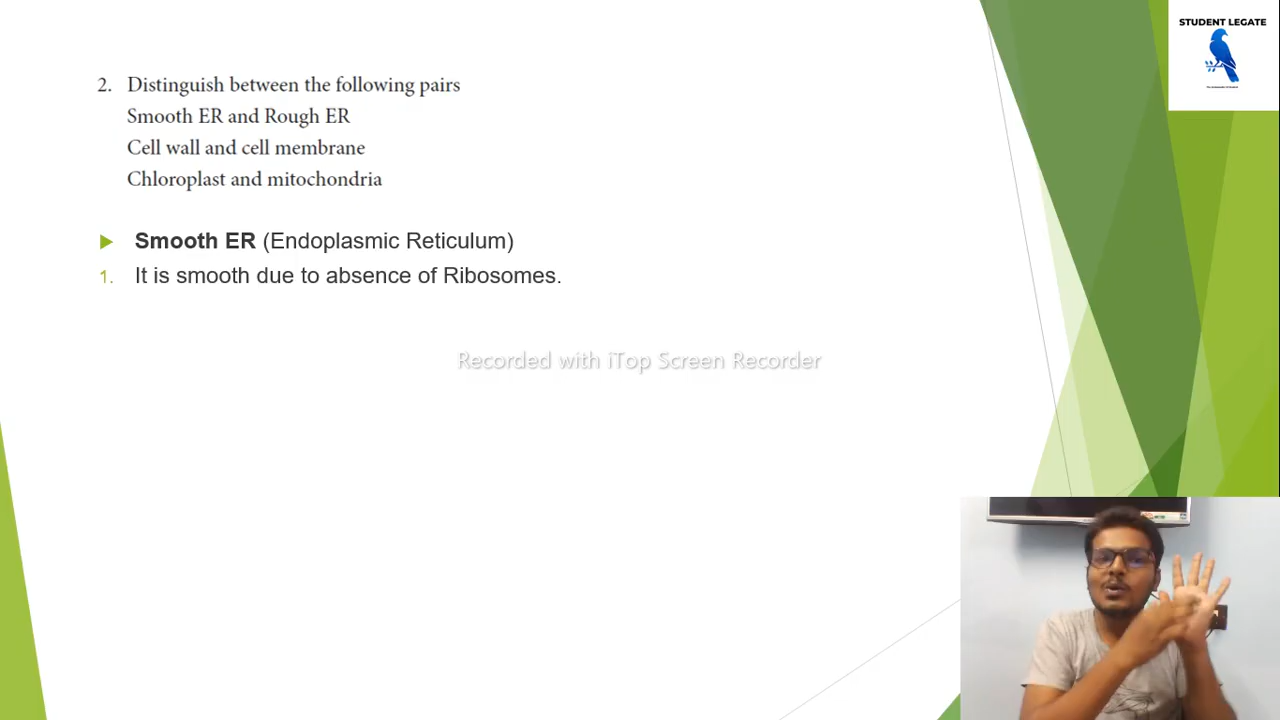 STUDENT LEGATE
2. Distinguish between the following pairs
Smooth ER and Rough ER
Cell wall and cell membrane
Chloroplast and mitochondria
Smooth ER (Endoplasmic Reticulum)
1. It is smooth due to absence of Ribosomes.
Recorded with iTop Screen Recorder